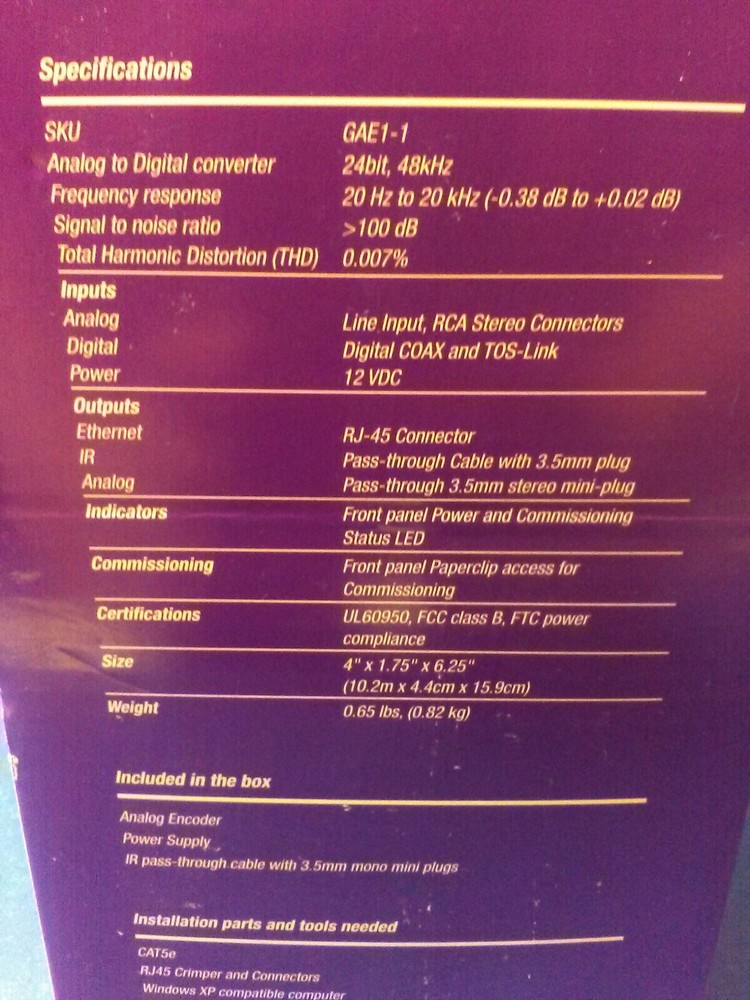 Specifications
SKU GAE1-1
Analog to Digital converter 24bit, 48kHz
Frequency response 20 Hz to 20 kHz (-0.38 dB to +0.02 dB)
Signal to noise ratio >100 dB
Total Harmonic Distortion (THD) 0.007%
Inputs
Analog Line Input, RCA Stereo Connectors
Digital Digital COAX and TOS-Link
Power 12 VDC
Outputs
Ethernet RJ-45 Connector
IR Pass-through Cable with 3.5mm plug
Analog Pass-through 3.5mm stereo mini-plug
Indicators Front panel Power and Commissioning
Status LED
Commissioning Front panel Paperclip access for
Commissioning
Certifications UL60950, FCC class B, FTC power
compliance
Size 4" x 1.75" x 6.25"
(10.2m x 4.4cm x 15.9cm)
Weight 0.65 lbs, (0.82 kg)
Included in the box
Analog Encoder
Power Supply
IR pass-through cable with 3.5mm mono mini plugs
Installation parts and tools needed
CAT5e
RJ45 Crimper and Connectors
Windows XP compatible computer